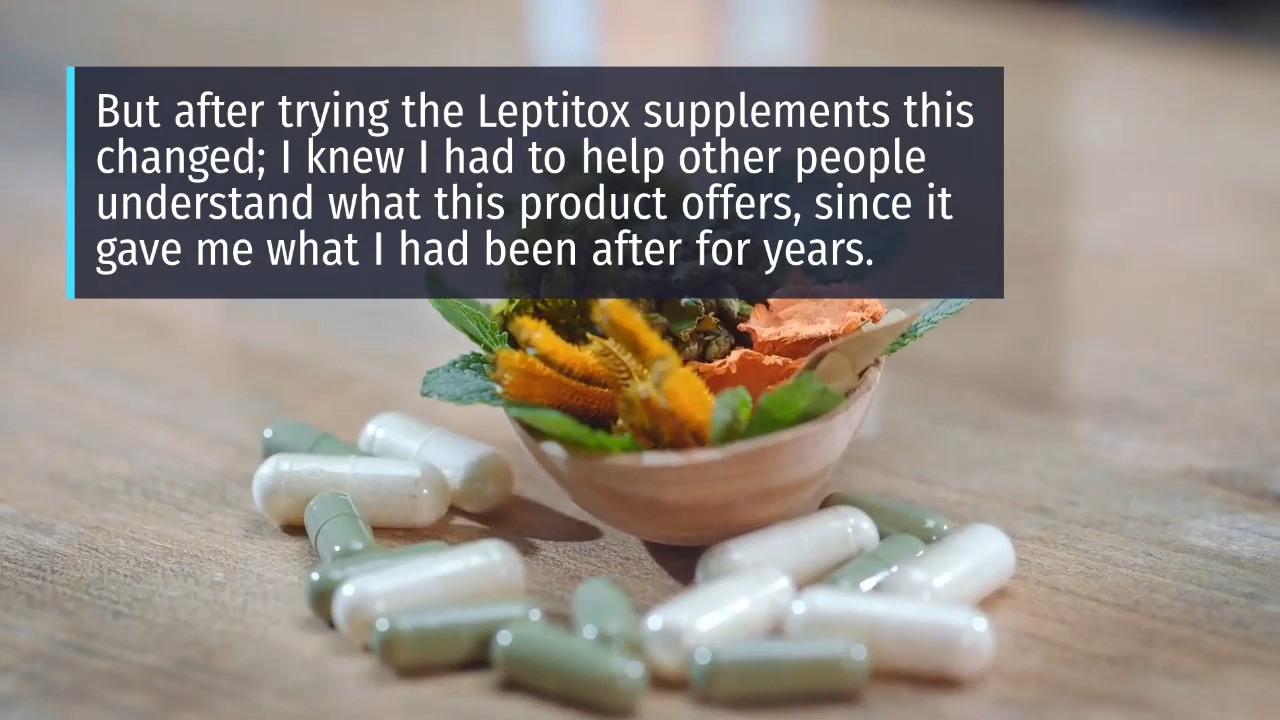 But after trying the Leptitox supplements this
changed; I knew I had to help other people
understand what this product offers, since it
gave me what I had been after for years.